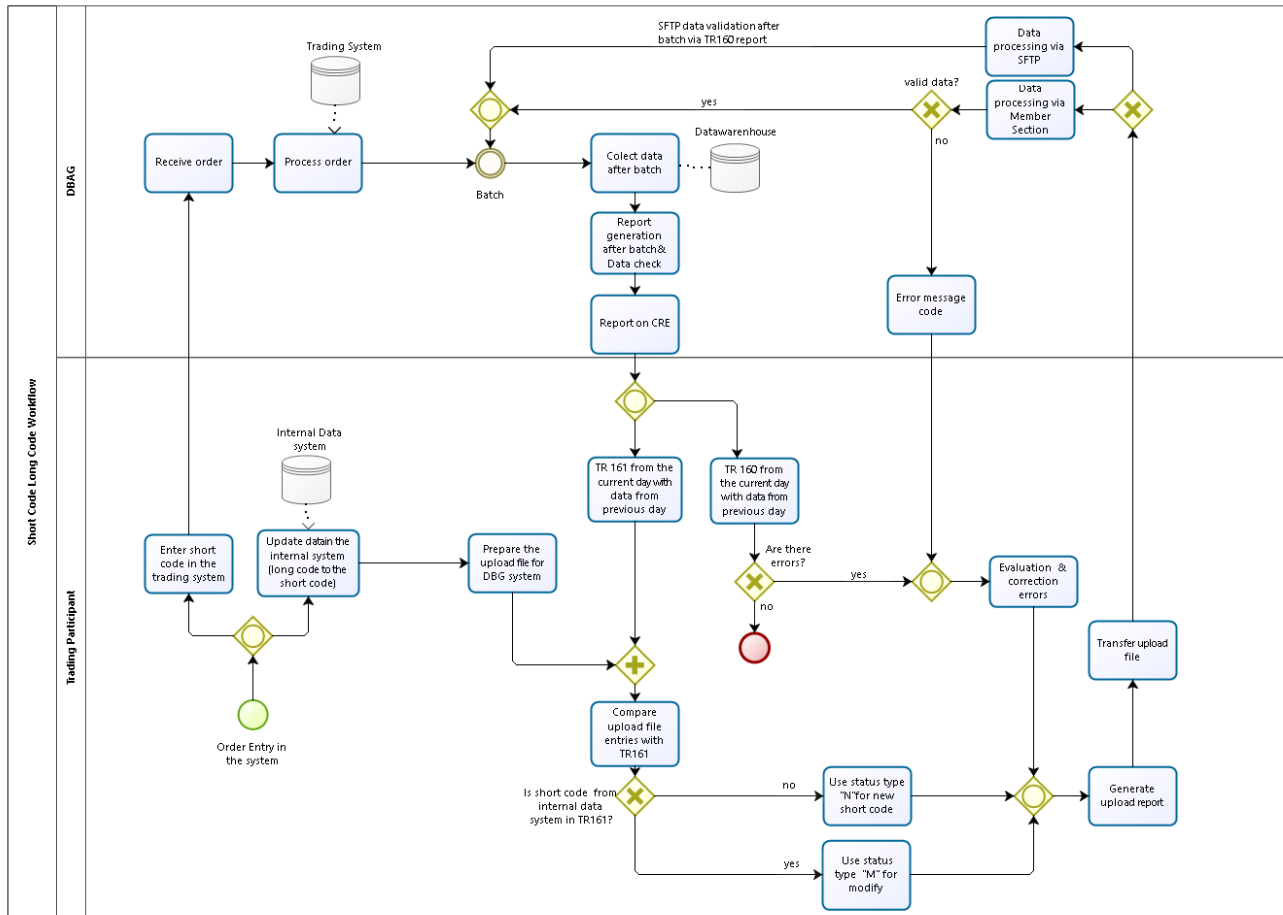 Short Code Long Code Workflow
DBAG
Trading Participant
SFTP data validation after
batch via TR160 report
Data
processing via
SFTP
Trading System
valid data?
Data
processing via
Member
Section
yes
no
Datawarenhouse
Receive order
Process order
Batch
Colect data
after batch
Report
generation
after batch&
Data check
Error message
code
Report on CRE
Internal Data
system
TR 161 from the
current day with
data from
previous day
TR 160 from
the current day
with data from
previous day
Enter short
code in the
trading system
Update datain the
internal system
(long code to the
short code)
Prepare the
upload file for
DBG system
Are there
errors?
yes
no
Evaluation & 
correction
errors
Transfer upload
file
Order Entry in
the system
Compare
upload file
entries with
TR161
Is short code from
internal data
system in TR161?
no
Use status type
"N"for new
short code
Generate
upload report
yes
Use status
type "M" for
modify